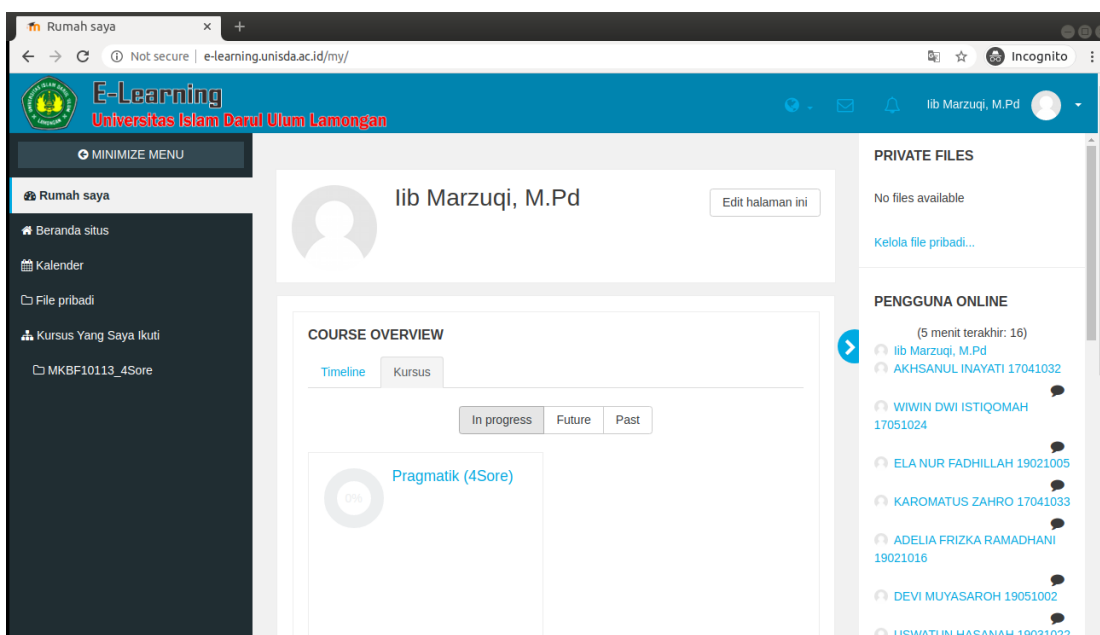 Rumah saya
Not secure | e-learning.unisda.ac.id/my/
Incognito
E-Learning
Universitas Islam Darul Ulum Lamongan
Iib Marzuqi, M.Pd
MINIMIZE MENU
Rumah saya
Beranda situs
Kalender
File pribadi
Kursus Yang Saya Ikuti
MKBF10113_4Sore
Iib Marzuqi, M.Pd
Edit halaman ini
COURSE OVERVIEW
Timeline
Kursus
In progress
Future
Past
0%
Pragmatik (4Sore)
PRIVATE FILES
No files available
Kelola file pribadi...
PENGGUNA ONLINE
(5 menit terakhir: 16)
Iib Marzuqi, M.Pd
AKHSANUL INAYATI 17041032
WIWIN DWI ISTIQOMAH
17051024
ELA NUR FADHILLAH 19021005
KAROMATUS ZAHRO 17041033
ADELIA FRIZKA RAMADHANI
19021016
DEVI MUYASAROH 19051002
USWATUN HASANAH 19031022